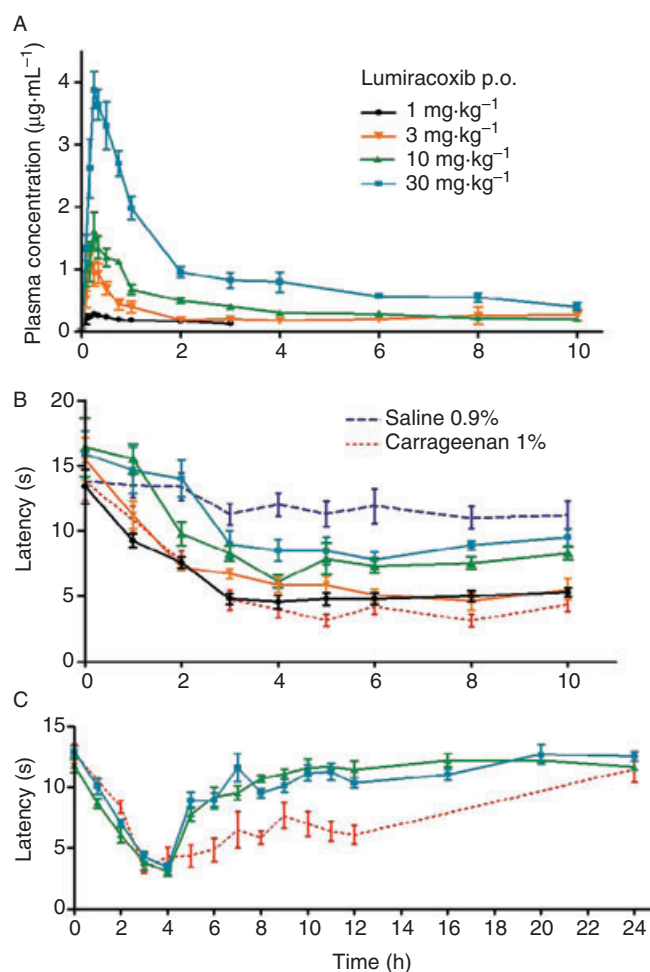 A
Plasma concentration (µg·mL⁻¹)
4
3
2
1
0
Lumiracoxib p.o.
1 mg·kg⁻¹
3 mg·kg⁻¹
10 mg·kg⁻¹
30 mg·kg⁻¹
0 2 4 6 8 10
B
Latency (s)
20
15
10
5
0
Saline 0.9%
Carrageenan 1%
0 2 4 6 8 10
C
Latency (s)
15
10
5
0
0 2 4 6 8 10 12 14 16 18 20 22 24
Time (h)